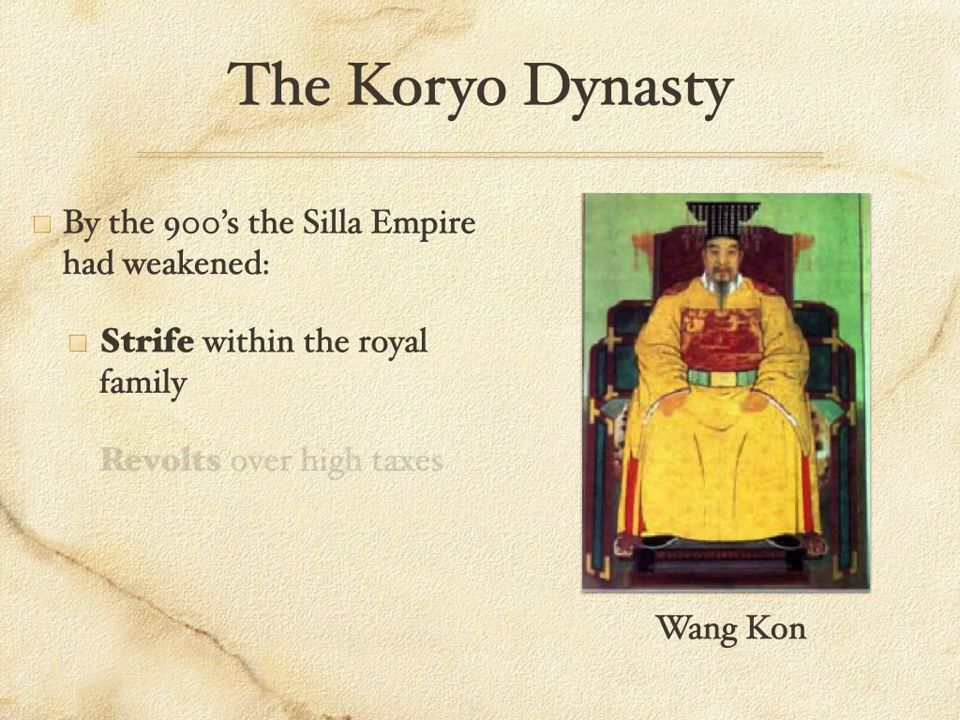 The Koryo Dynasty
By the 900's the Silla Empire
had weakened:
Strife within the royal
family
Revolts over high taxes
Wang Kon